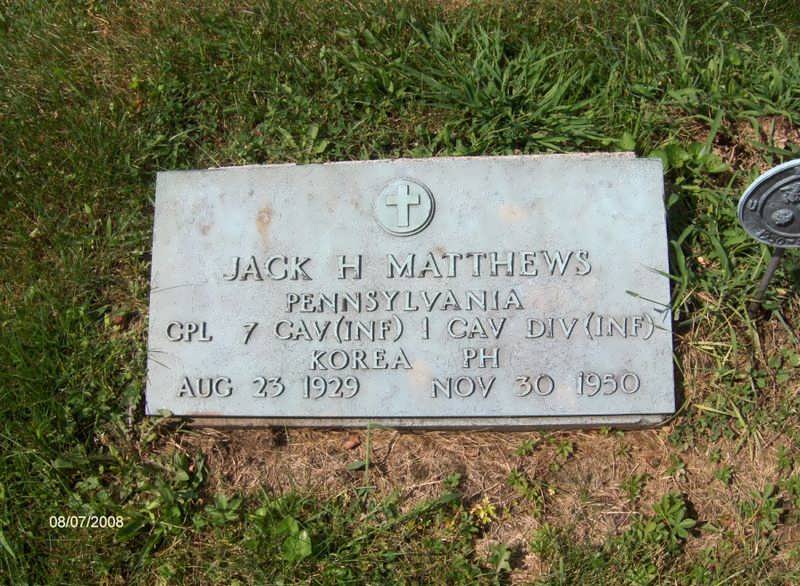 JACK H MATTHEWS
PENNSYLVANIA
CPL 7 CAV(INF) 1 CAV DIV(INF)
KOREA PH
AUG 23 1929 NOV 30 1950
08/07/2008